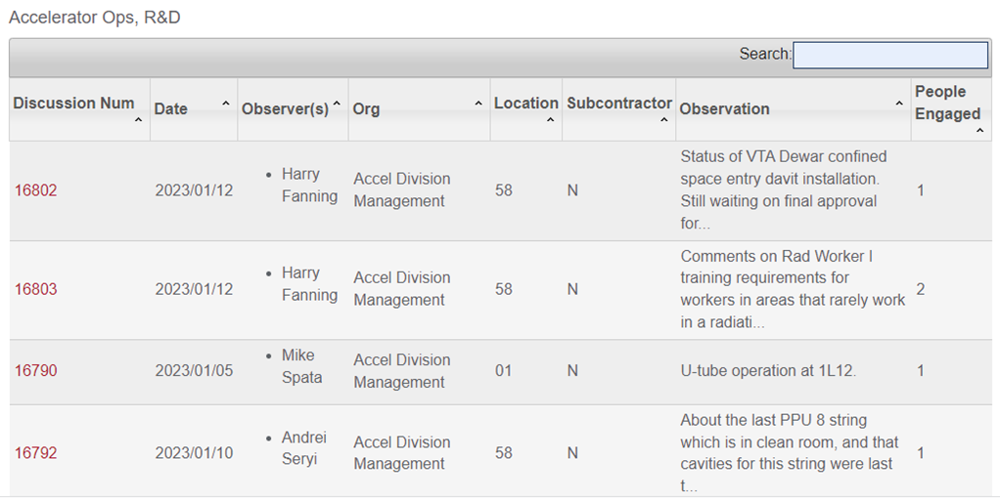 Accelerator Ops, R&D
Search:
Discussion Num Date Observer(s) Org Location Subcontractor Observation People Engaged
16802 2023/01/12 • Harry Fanning Accel Division Management 58 N Status of VTA Dewar confined
space entry davit installation.
Still waiting on final approval
for...
1
16803 2023/01/12 • Harry Fanning Accel Division Management 58 N Comments on Rad Worker I
training requirements for
workers in areas that rarely work
in a radiati...
2
16790 2023/01/05 • Mike Spata Accel Division Management 01 N U-tube operation at 1L12. 1
16792 2023/01/10 • Andrei Seryi Accel Division Management 58 N About the last PPU 8 string
which is in clean room, and that
cavities for this string were last
t...
1